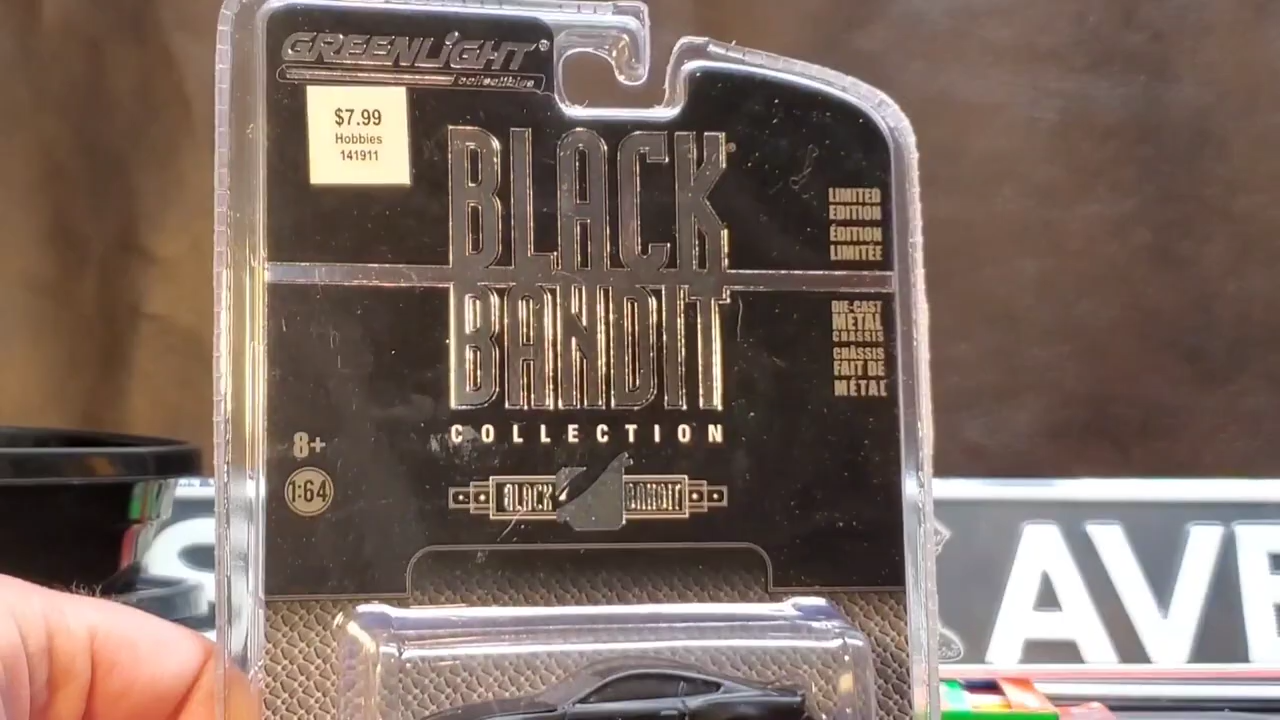 GREENLIGHT®
collectibles
$7.99
Hobbies
141911
BLACK®
BANDIT
COLLECTION
LIMITED
EDITION
ÉDITION
LIMITÉE
DIE-CAST
METAL
CHASSIS
CHÂSSIS
FAIT DE
MÉTAL
8+
1:64
BLACK BANDIT
S
AVE